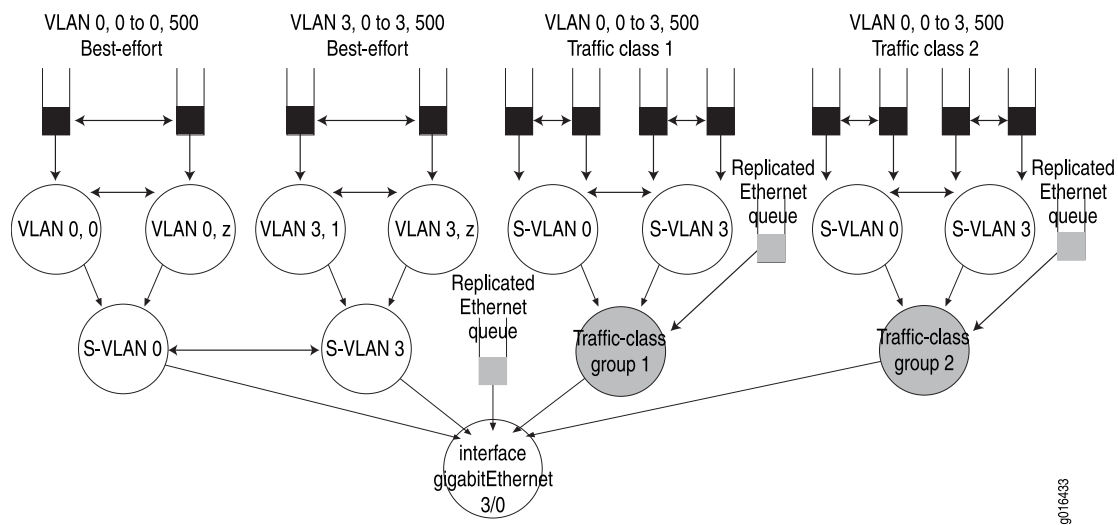 VLAN 0, 0 to 0, 500
Best-effort
VLAN 3, 0 to 3, 500
Best-effort
VLAN 0, 0 to 3, 500
Traffic class 1
VLAN 0, 0 to 3, 500
Traffic class 2
VLAN 0, 0
VLAN 0, z
VLAN 3, 1
VLAN 3, z
S-VLAN 0
S-VLAN 3
Replicated
Ethernet
queue
S-VLAN 0
S-VLAN 3
Replicated
Ethernet
queue
S-VLAN 0
S-VLAN 3
Replicated
Ethernet
queue
Traffic-class
group 1
Traffic-class
group 2
interface
gigabitEthernet
3/0
g016433